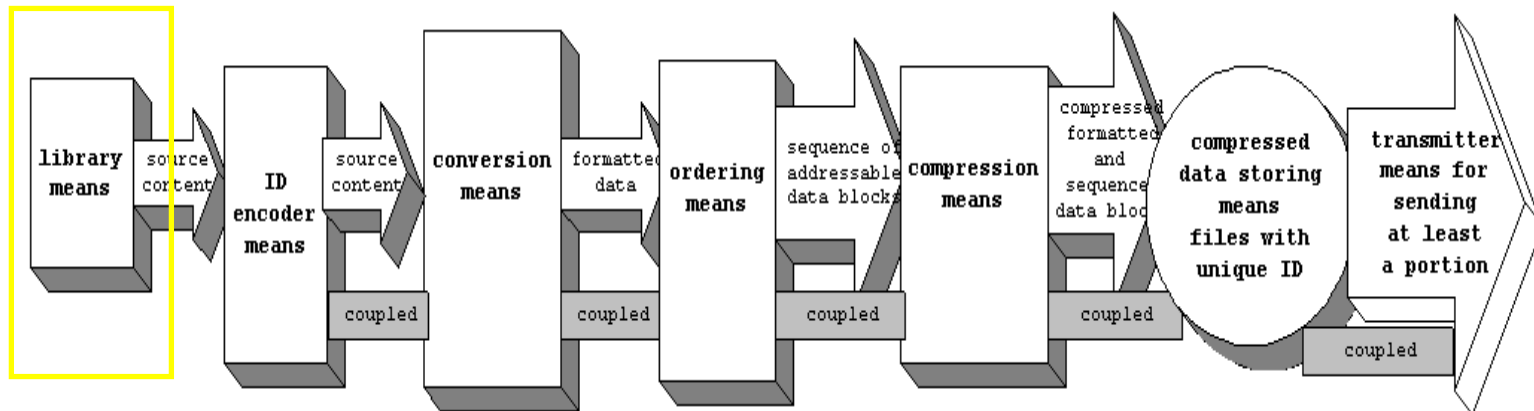 library
means
source
content
ID
encoder
means
source
content
coupled
conversion
means
formatted
data
coupled
ordering
means
sequence of
addressable
data blocks
coupled
compression
means
compressed
formatted
and
sequence
data block
coupled
compressed
data storing
means
files with
unique ID
transmitter
means for
sending
at least
a portion
coupled